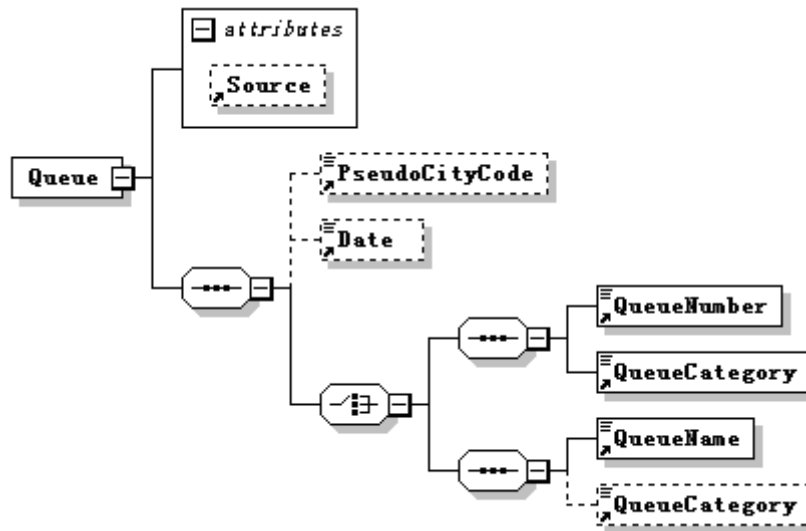 attributes
Source
Queue
PseudoCityCode
Date
QueueNumber
QueueCategory
QueueName
QueueCategory